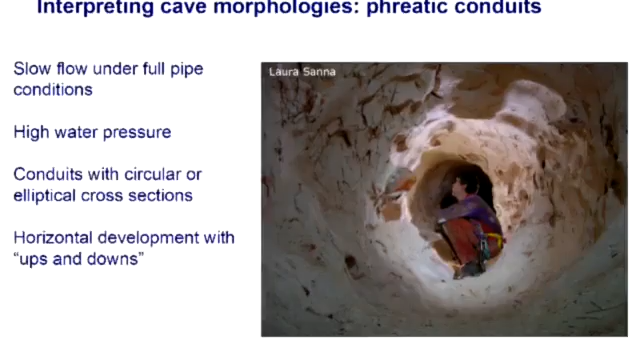 Interpreting cave morphologies: phreatic conduits
Slow flow under full pipe
conditions
High water pressure
Conduits with circular or
elliptical cross sections
Horizontal development with
“ups and downs”
Laura Sanna